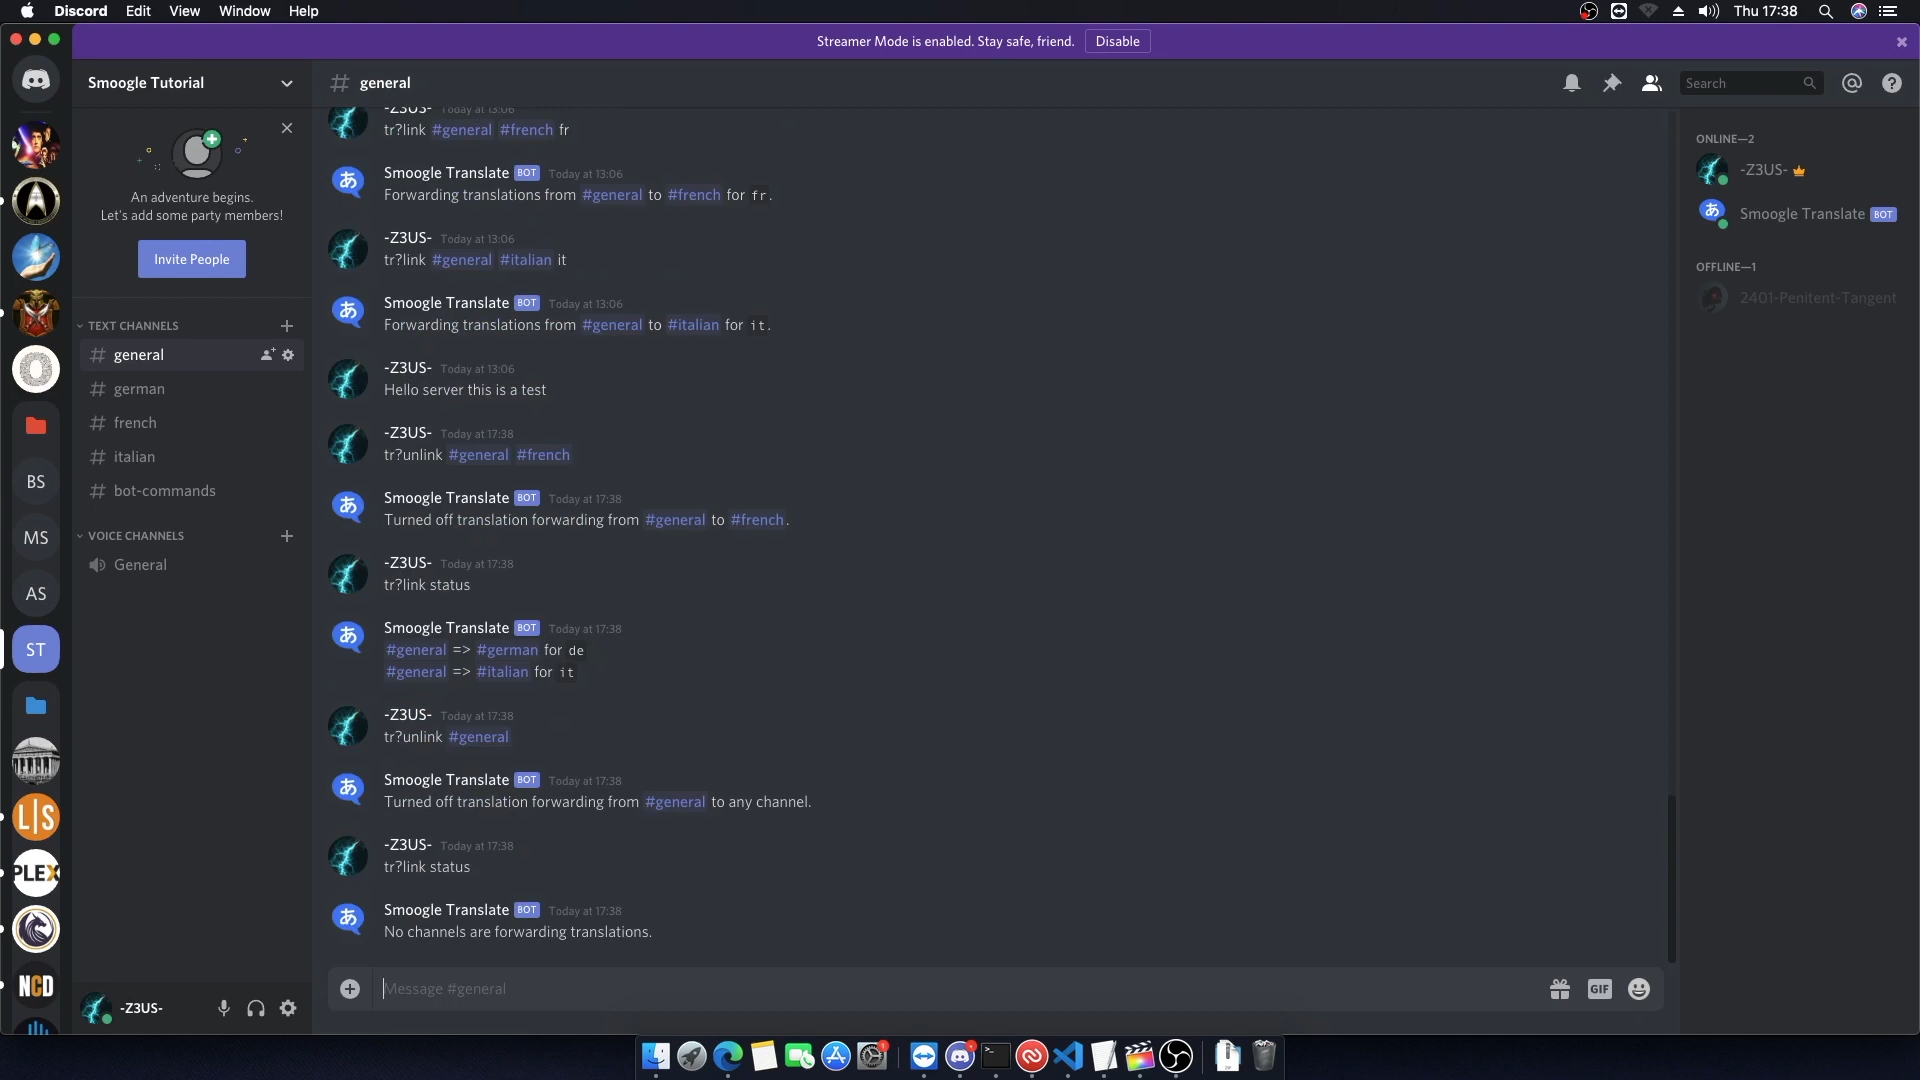 Discord Edit View Window Help
Thu 17:38
Streamer Mode is enabled. Stay safe, friend. Disable
Smoogle Tutorial
An adventure begins.
Let's add some party members!
Invite People
TEXT CHANNELS
general
german
french
italian
bot-commands
VOICE CHANNELS
General
BS
MS
AS
ST
L|S
PLEX
NCD
-Z3US-
# general
Search
-Z3US- Today at 13:06
tr?link #general #french fr
Smoogle Translate BOT Today at 13:06
Forwarding translations from #general to #french for fr.
-Z3US- Today at 13:06
tr?link #general #italian it
Smoogle Translate BOT Today at 13:06
Forwarding translations from #general to #italian for it.
-Z3US- Today at 13:06
Hello server this is a test
-Z3US- Today at 17:38
tr?unlink #general #french
Smoogle Translate BOT Today at 17:38
Turned off translation forwarding from #general to #french.
-Z3US- Today at 17:38
tr?link status
Smoogle Translate BOT Today at 17:38
#general => #german for de
#general => #italian for it
-Z3US- Today at 17:38
tr?unlink #general
Smoogle Translate BOT Today at 17:38
Turned off translation forwarding from #general to any channel.
-Z3US- Today at 17:38
tr?link status
Smoogle Translate BOT Today at 17:38
No channels are forwarding translations.
Message #general
GIF
ONLINE—2
-Z3US-
あ Smoogle Translate BOT
OFFLINE—1
2401-Penitent-Tangent